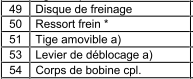 49 Disque de freinage
50 Ressort frein *
51 Tige amovible a)
53 Levier de déblocage a)
54 Corps de bobine cpl.